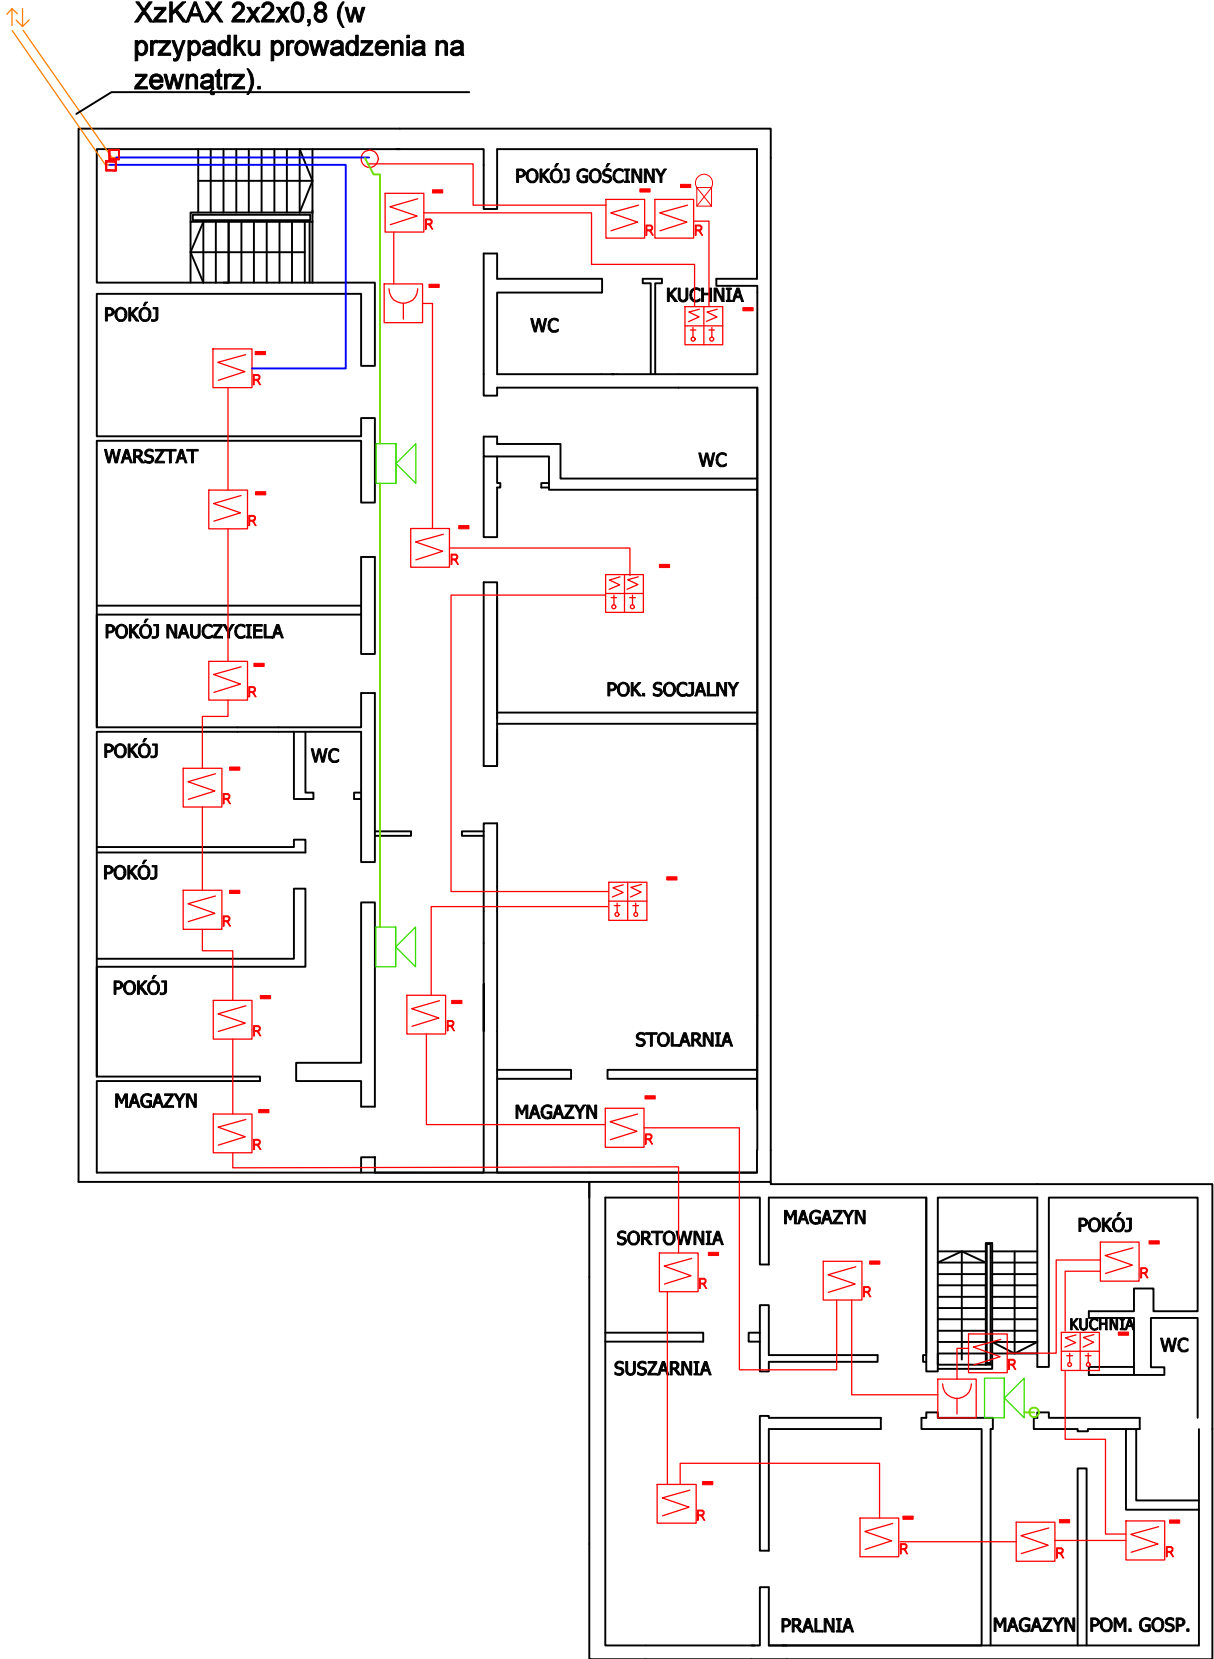 XzKAX 2x2x0,8 (w
przypadku prowadzenia na
zewnątrz).
POKÓJ GOŚCINNY
R
R
R
KUCHNIA
WC
POKÓJ
R
WARSZTAT
R
WC
R
POKÓJ NAUCZYCIELA
R
POK. SOCJALNY
POKÓJ
WC
R
POKÓJ
R
POKÓJ
R
R
STOLARNIA
MAGAZYN
R
MAGAZYN
R
SORTOWNIA
R
MAGAZYN
R
POKÓJ
R
KUCHNIA
WC
SUSZARNIA
R
R
R
R
R
PRALNIA
MAGAZYN
POM. GOSP.